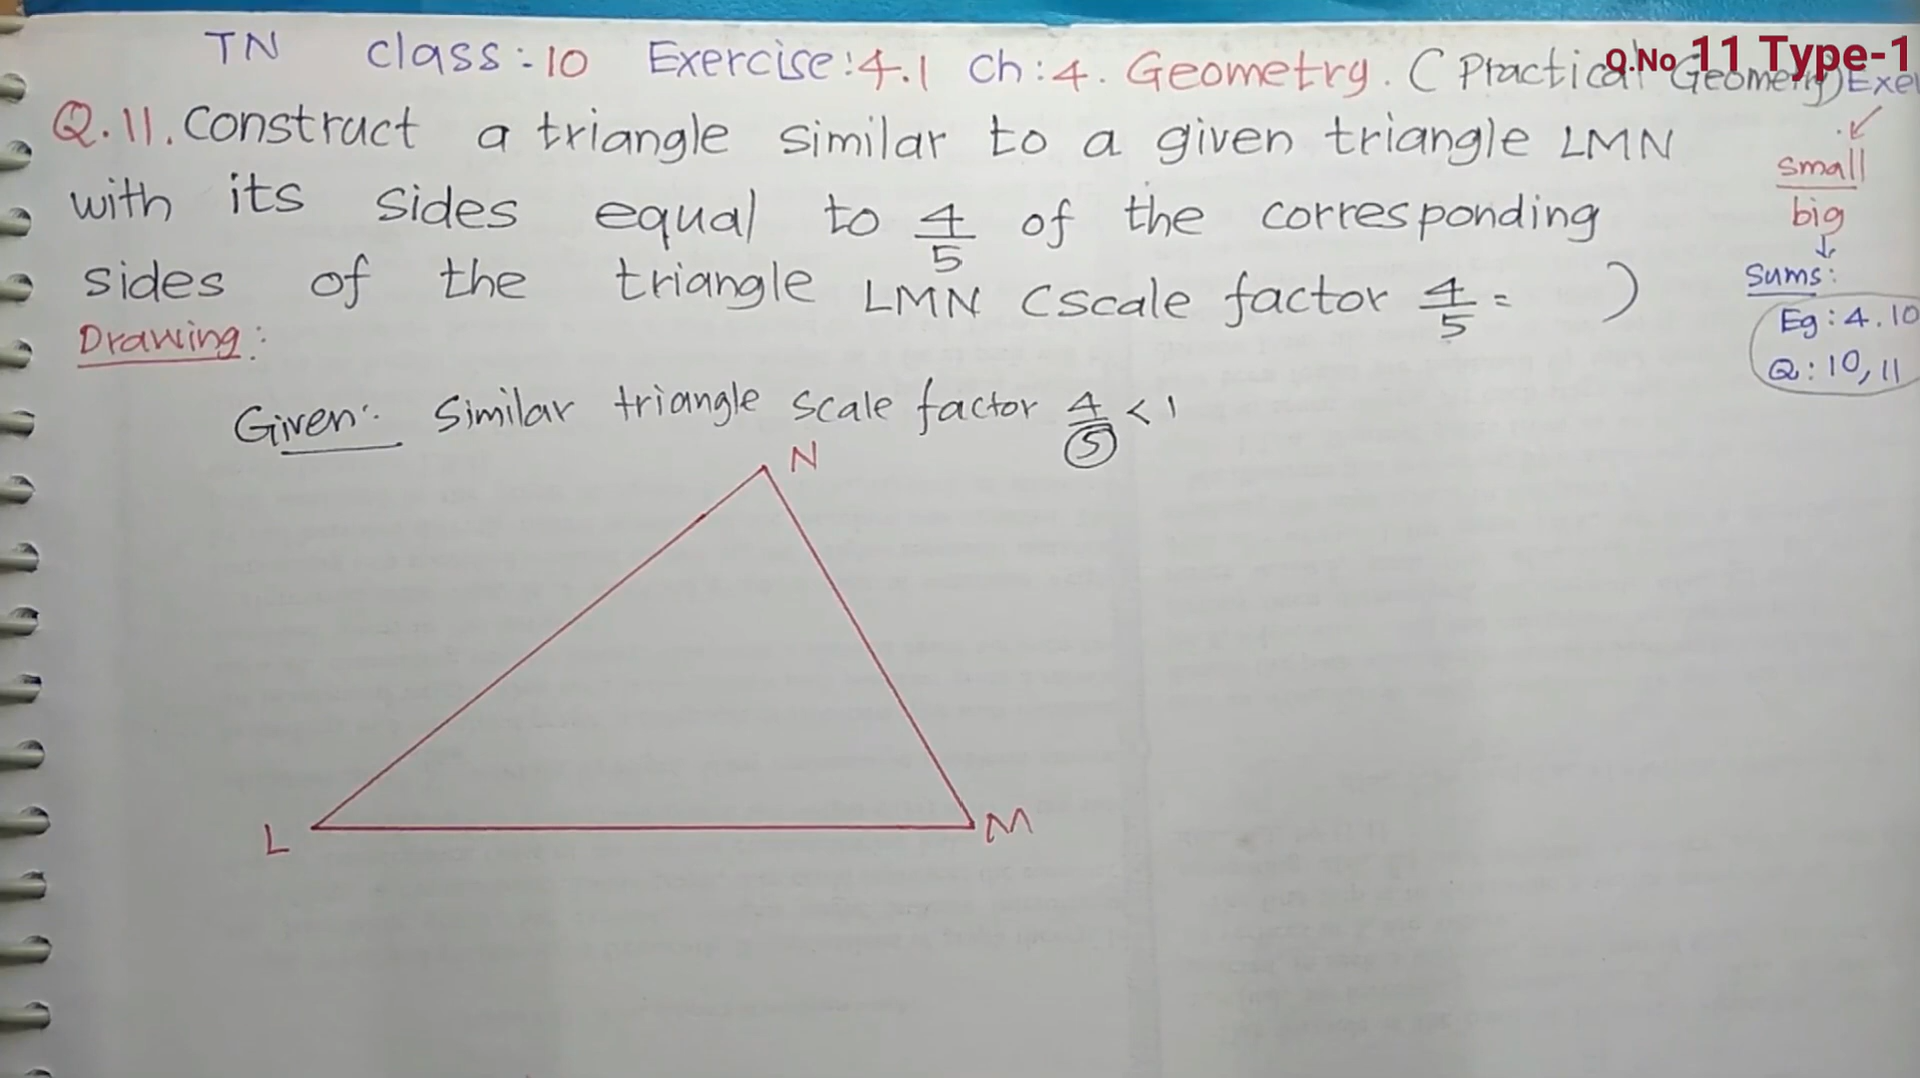 TN class:10 Exercise:4.1 Ch:4. Geometry. (Practical Geometry) Exe
Q.No 11 Type-1
Q.11. Construct a triangle similar to a given triangle LMN
with its sides equal to 4/5 of the corresponding
sides of the triangle LMN (scale factor 4/5 = )
small
big
Sums:
Eg: 4.10
Q: 10, 11
Drawing:
Given: Similar triangle scale factor 4/5 < 1
N
L
M